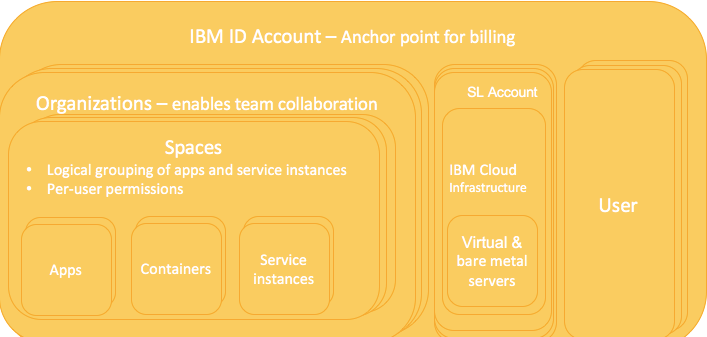 IBM ID Account – Anchor point for billing
Organizations – enables team collaboration
Spaces
• Logical grouping of apps and service instances
• Per-user permissions
Apps
Containers
Service
instances
SL Account
IBM Cloud
Infrastructure
Virtual &
bare metal
servers
User